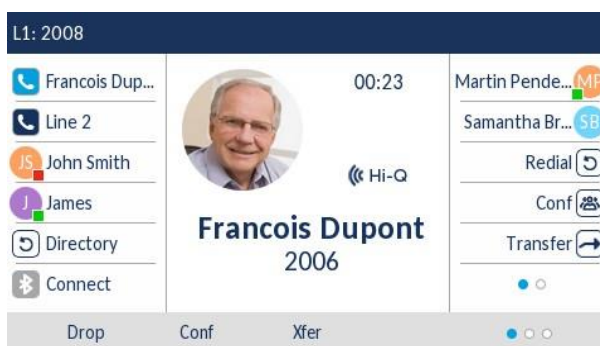 L1: 2008
Francois Dup...
Line 2
JS John Smith
J James
Directory
Connect
00:23
Hi-Q
Francois Dupont
2006
Martin Pende... MP
Samantha Br... SB
Redial
Conf
Transfer
Drop Conf Xfer